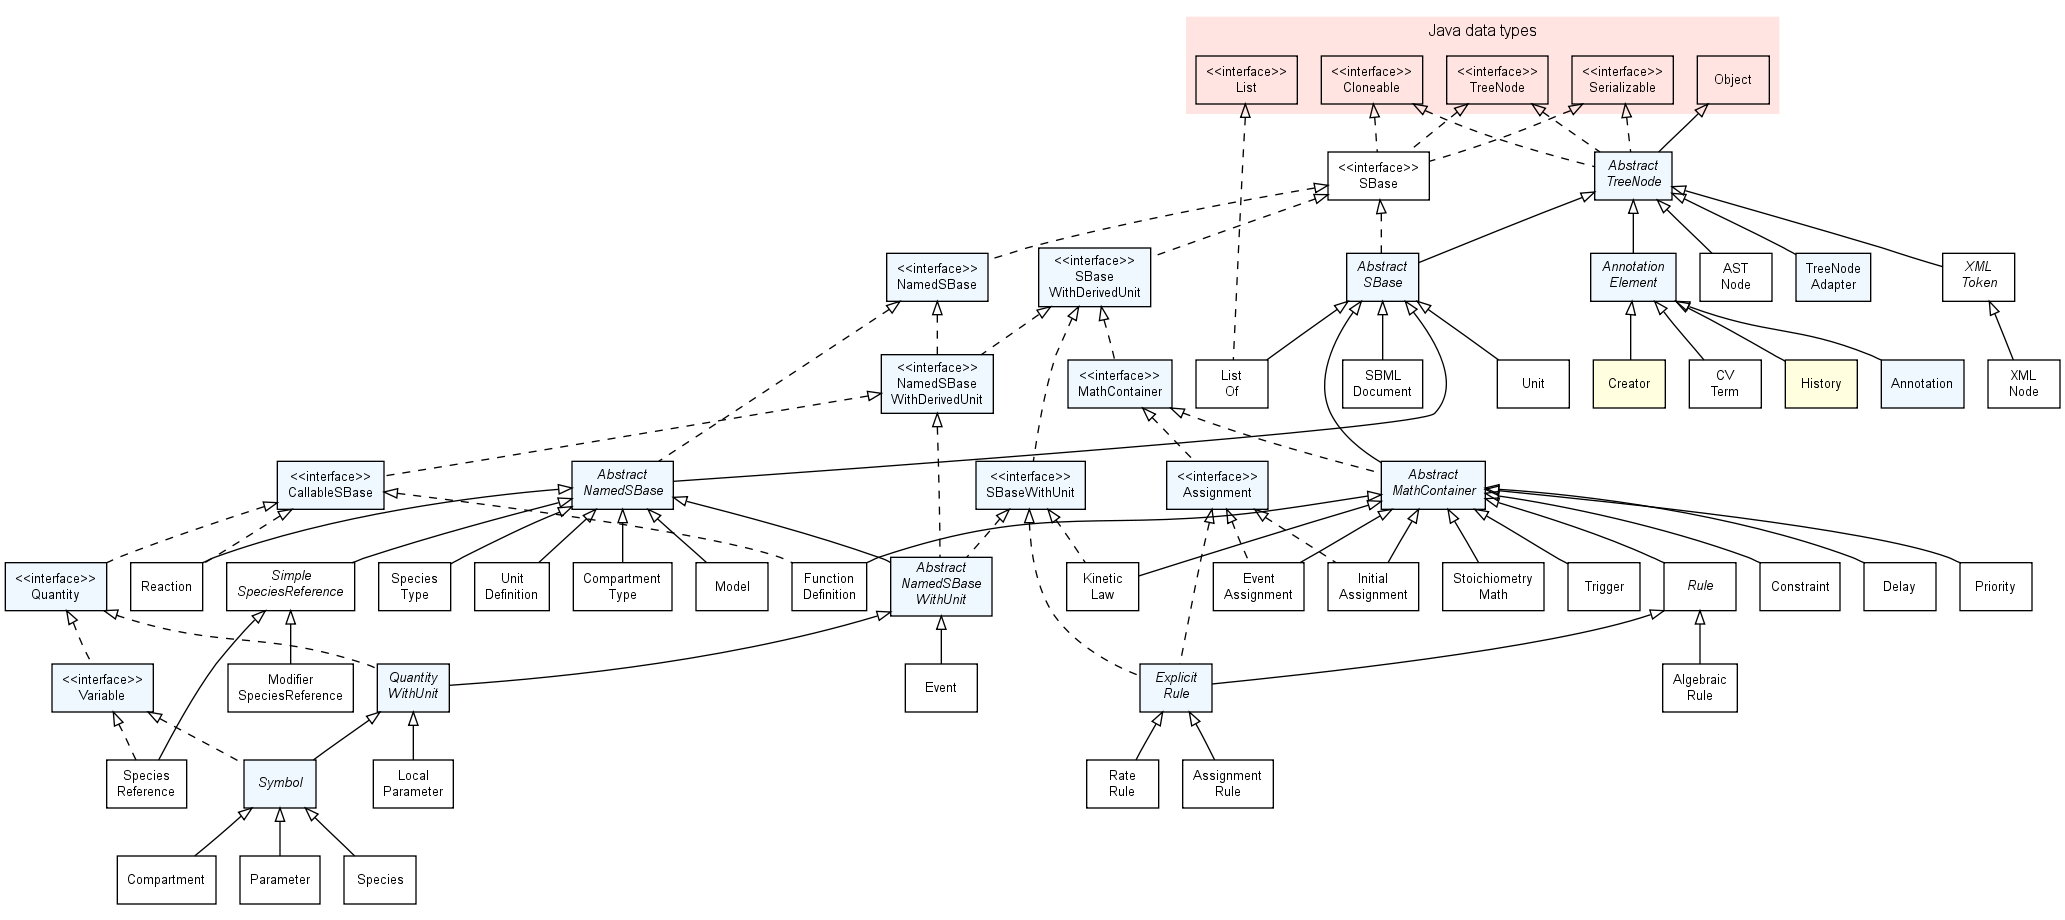 Java data types
<<interface>>
List
<<interface>>
Cloneable
<<interface>>
TreeNode
<<interface>>
Serializable
Object
<<interface>>
SBase
Abstract
TreeNode
<<interface>>
NamedSBase
<<interface>>
SBase
WithDerivedUnit
Abstract
SBase
Annotation
Element
AST
Node
TreeNode
Adapter
XML
Token
<<interface>>
NamedSBase
WithDerivedUnit
<<interface>>
MathContainer
List
Of
SBML
Document
Unit
Creator
CV
Term
History
Annotation
XML
Node
<<interface>>
CallableSBase
Abstract
NamedSBase
<<interface>>
SBaseWithUnit
<<interface>>
Assignment
Abstract
MathContainer
<<interface>>
Quantity
Reaction
Simple
SpeciesReference
Species
Type
Unit
Definition
Compartment
Type
Model
Function
Definition
Abstract
NamedSBase
WithUnit
Kinetic
Law
Event
Assignment
Initial
Assignment
Stoichiometry
Math
Trigger
Rule
Constraint
Delay
Priority
<<interface>>
Variable
Modifier
SpeciesReference
Quantity
WithUnit
Event
Explicit
Rule
Algebraic
Rule
Species
Reference
Symbol
Local
Parameter
Rate
Rule
Assignment
Rule
Compartment
Parameter
Species